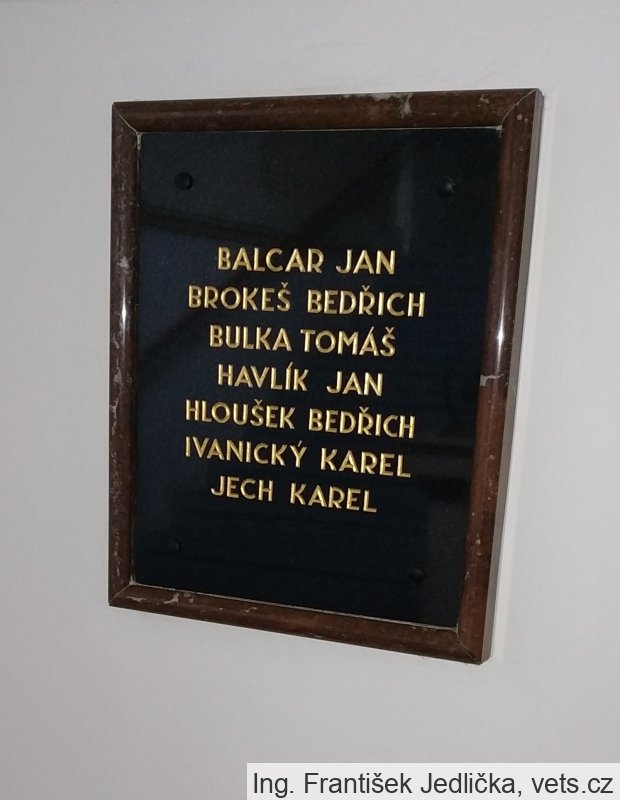 BALCAR JAN
BROKEŠ BEDŘICH
BULKA TOMÁŠ
HAVLÍK JAN
HLOUŠEK BEDŘICH
IVANICKÝ KAREL
JECH KAREL
Ing. František Jedlička, vets.cz